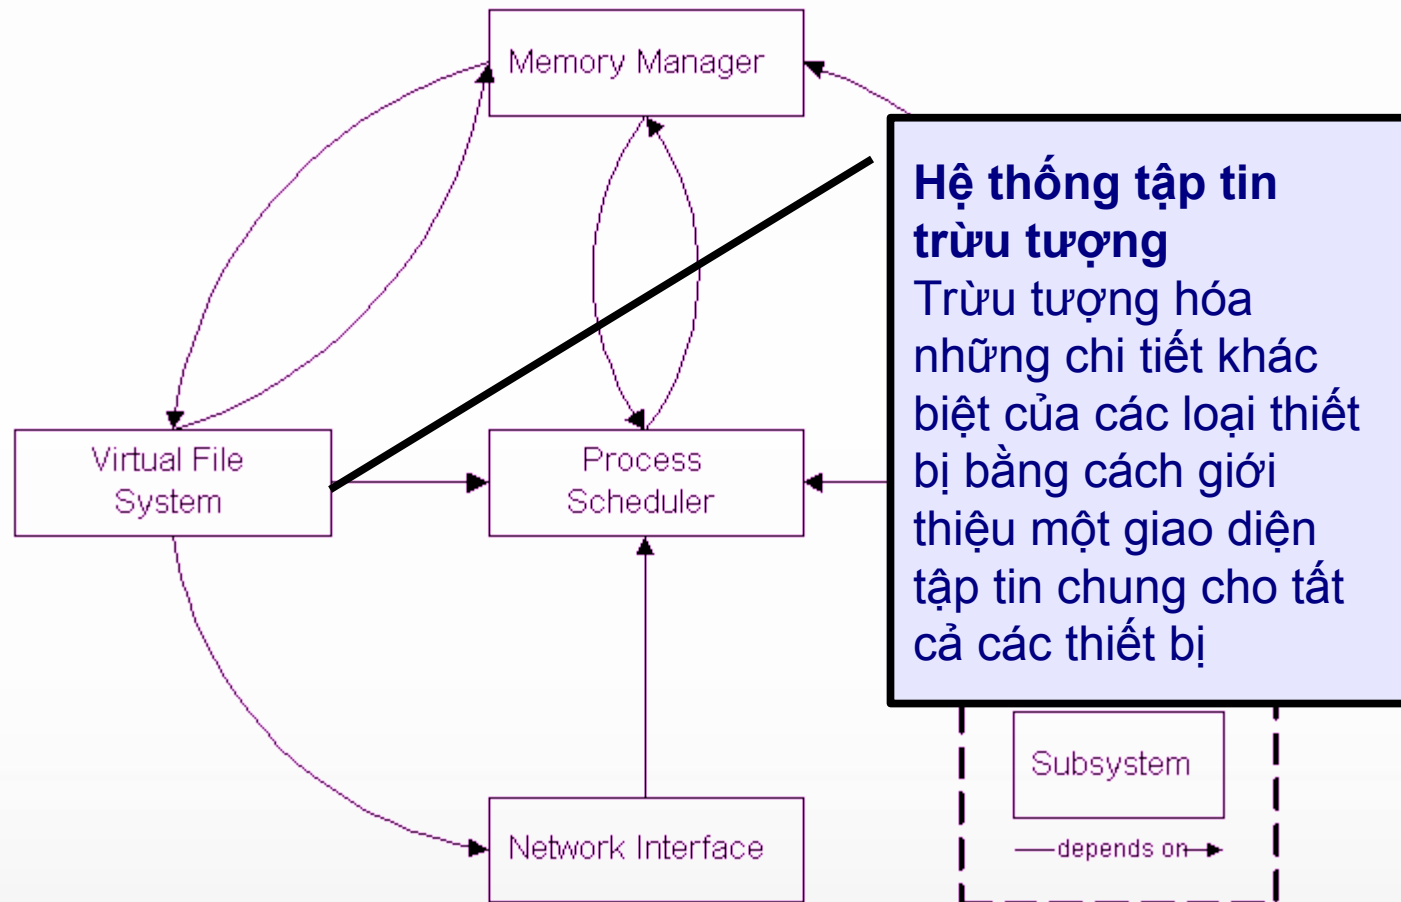 Memory Manager
Hệ thống tập tin
trừu tượng
Trừu tượng hóa
những chi tiết khác
biệt của các loại thiết
bị bằng cách giới
thiệu một giao diện
tập tin chung cho tất
cả các thiết bị
Virtual File
System
Process
Scheduler
Network Interface
Subsystem
depends on